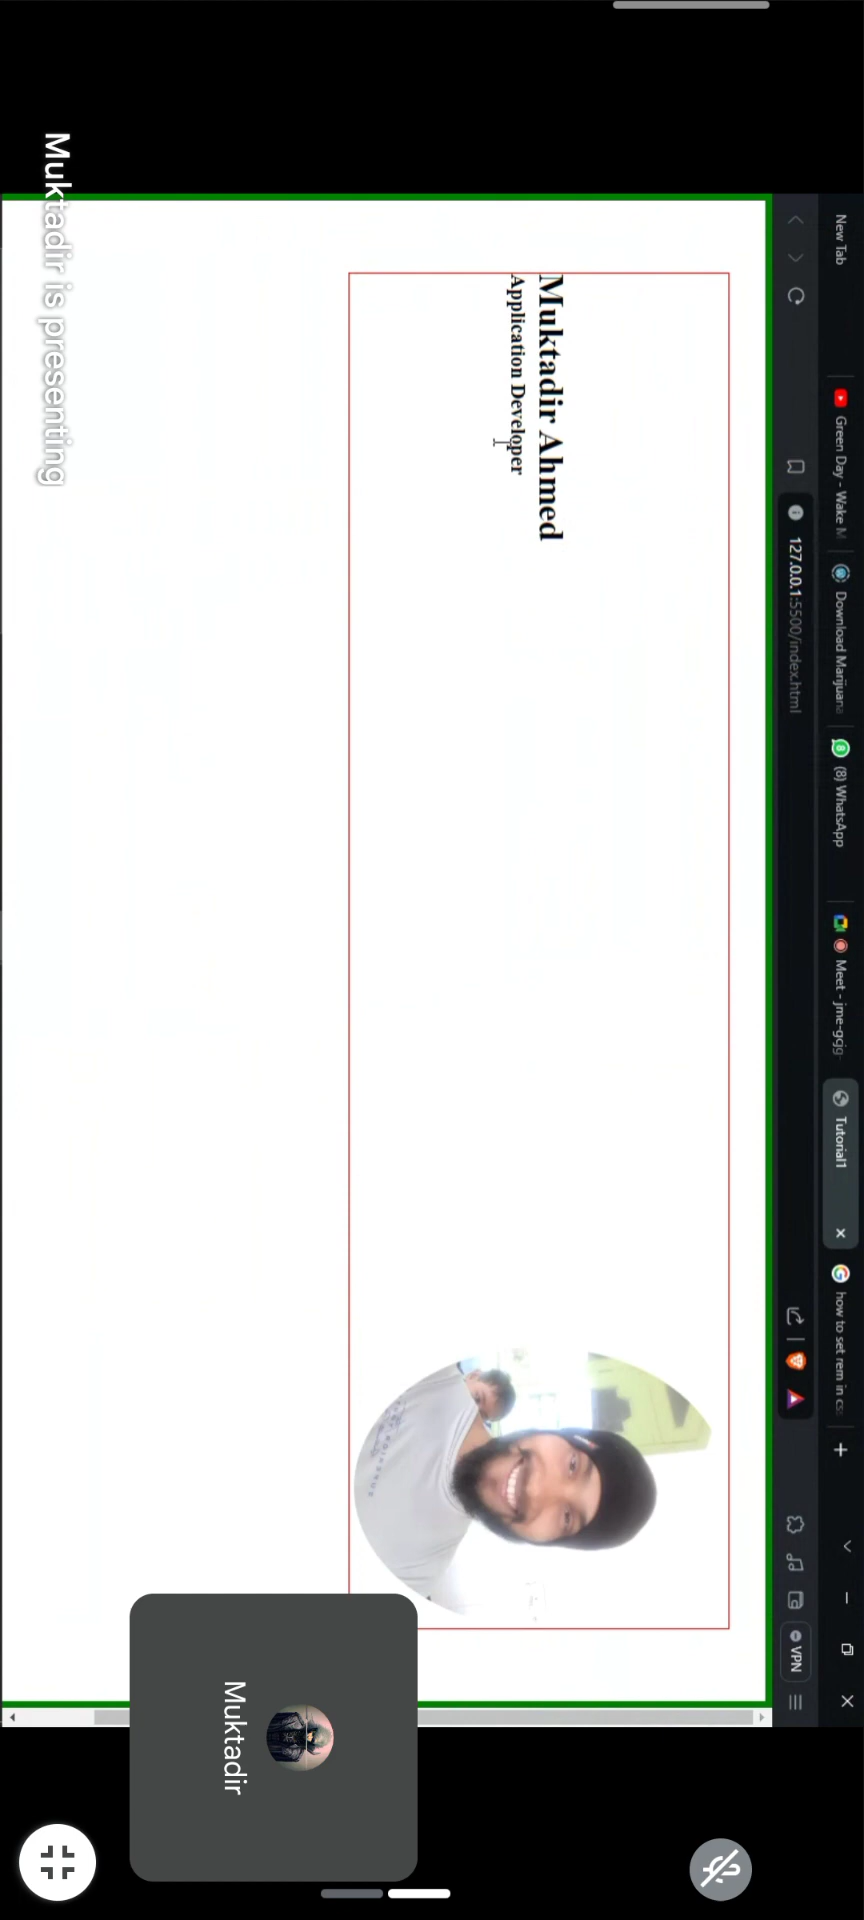 New Tab
Green Day - Wake M
Download Marijuana
(8) WhatsApp
Meet - jme-gcjg-
Tutorial1
how to set rem in cs
127.0.0.1:5500/index.html
VPN
Muktadir Ahmed
Application Developer
Muktadir
Muktadir is presenting